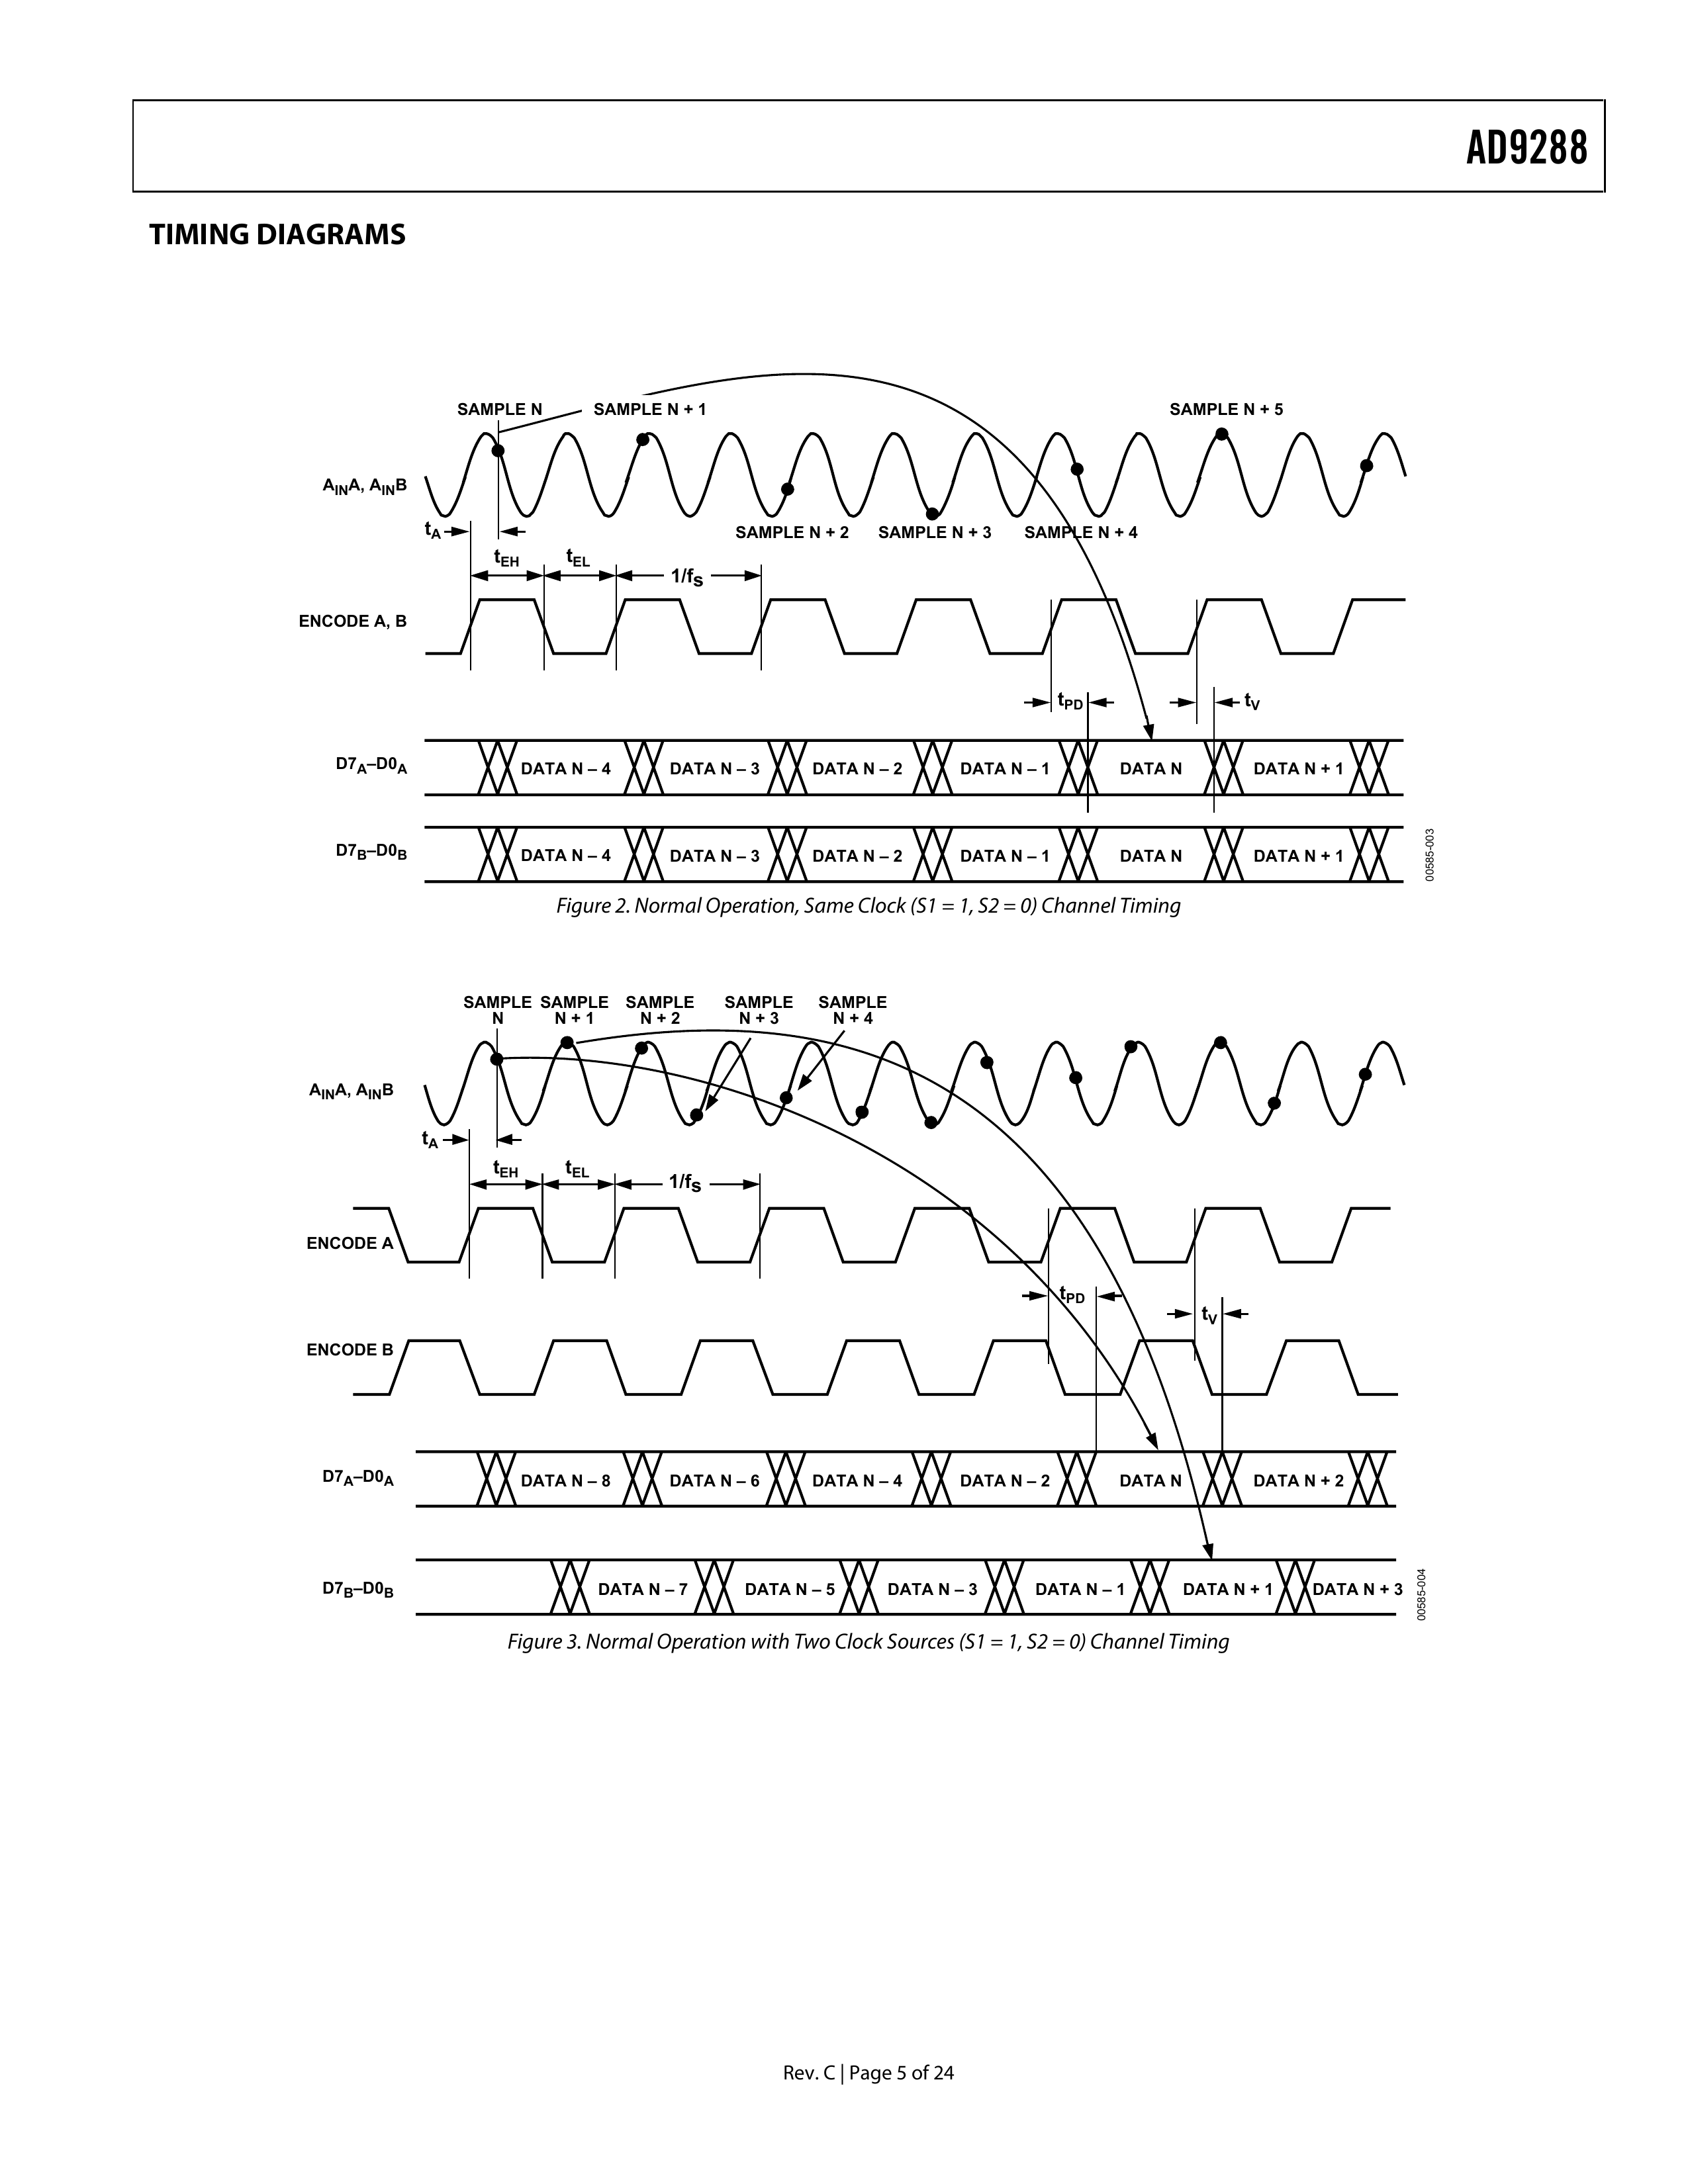 AD9288
TIMING DIAGRAMS
SAMPLE N SAMPLE N + 1 SAMPLE N + 5
AINA, AINB
SAMPLE N + 2 SAMPLE N + 3 SAMPLE N + 4
tA
tEH tEL 1/fS
ENCODE A, B
tPD tV
D7A–D0A DATA N – 4 DATA N – 3 DATA N – 2 DATA N – 1 DATA N DATA N + 1
D7B–D0B DATA N – 4 DATA N – 3 DATA N – 2 DATA N – 1 DATA N DATA N + 1
00585-003
Figure 2. Normal Operation, Same Clock (S1 = 1, S2 = 0) Channel Timing
SAMPLE SAMPLE SAMPLE SAMPLE SAMPLE
N N + 1 N + 2 N + 3 N + 4
AINA, AINB
tA
tEH tEL 1/fS
ENCODE A
tPD tV
ENCODE B
D7A–D0A DATA N – 8 DATA N – 6 DATA N – 4 DATA N – 2 DATA N DATA N + 2
D7B–D0B DATA N – 7 DATA N – 5 DATA N – 3 DATA N – 1 DATA N + 1 DATA N + 3
00585-004
Figure 3. Normal Operation with Two Clock Sources (S1 = 1, S2 = 0) Channel Timing
Rev. C | Page 5 of 24